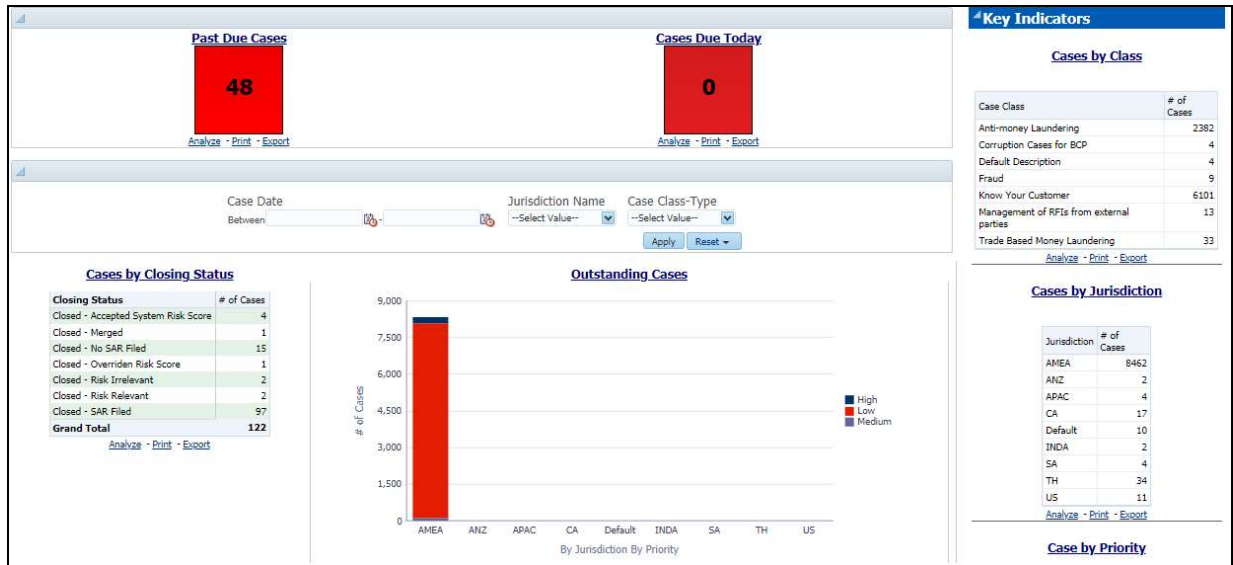 Past Due Cases
48
Analyze - Print - Export
Cases Due Today
0
Analyze - Print - Export
Case Date
Between
-
Jurisdiction Name
--Select Value--
Case Class-Type
--Select Value--
Apply
Reset
Cases by Closing Status
Closing Status # of Cases
Closed - Accepted System Risk Score 4
Closed - Merged 1
Closed - No SAR Filed 15
Closed - Overriden Risk Score 1
Closed - Risk Irrelevant 2
Closed - Risk Relevant 2
Closed - SAR Filed 97
Grand Total 122
Analyze - Print - Export
Outstanding Cases
# of Cases
9,000
7,500
6,000
4,500
3,000
1,500
0
AMEA ANZ APAC CA Default INDA SA TH US
By Jurisdiction By Priority
High
Low
Medium
Key Indicators
Cases by Class
Case Class # of
Cases
Anti-money Laundering 2382
Corruption Cases for BCP 4
Default Description 4
Fraud 9
Know Your Customer 6101
Management of RFIs from external 13
parties
Trade Based Money Laundering 33
Analyze - Print - Export
Cases by Jurisdiction
Jurisdiction # of
Cases
AMEA 8462
ANZ 2
APAC 4
CA 17
Default 10
INDA 2
SA 4
TH 34
US 11
Analyze - Print - Export
Case by Priority